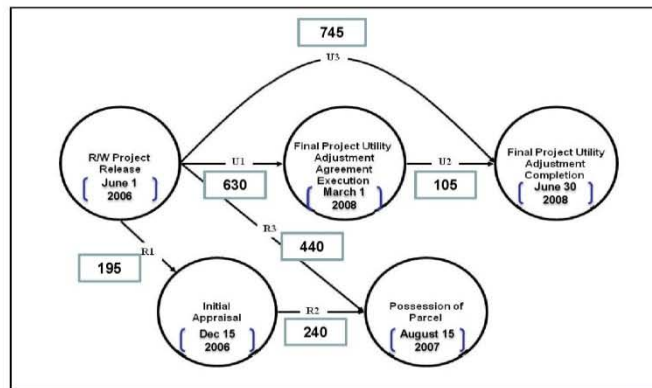 745
U3
R/W Project
Release
June 1
2006
U1
630
Final Project Utility
Adjustment
Agreement
Execution
March 1
2008
U2
105
Final Project Utility
Adjustment
Completion
June 30
2008
R3
440
R1
195
Initial
Appraisal
Dec 15
2006
R2
240
Possession of
Parcel
August 15
2007